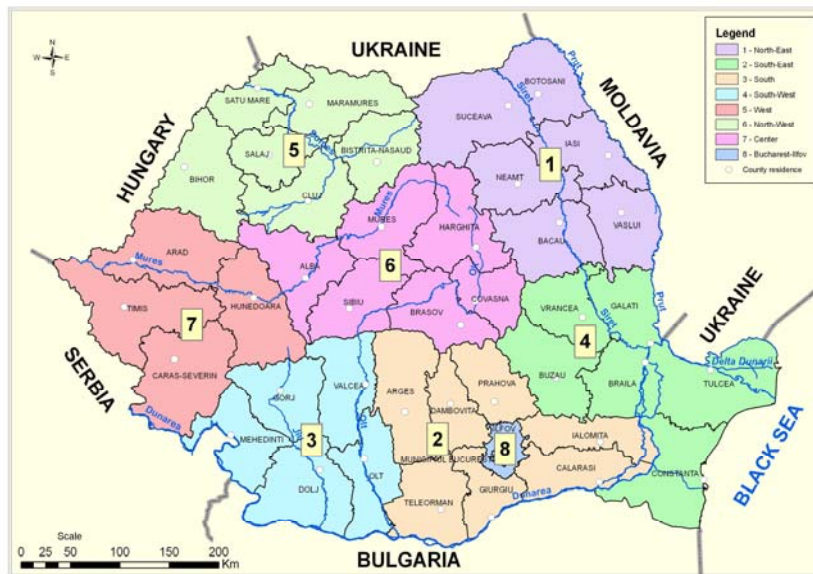 UKRAINE
HUNGARY
MOLDAVIA
UKRAINE
SERBIA
BULGARIA
BLACK SEA
N
W E
S
Legend
1 - North-East
2 - South-East
3 - South
4 - South-West
5 - West
6 - North-West
7 - Center
8 - Bucharest-Ilfov
County residence
SATU MARE
MARAMURES
SALAJ
5
BISTRITA-NASAUD
BIHOR
CLUJ
BOTOSANI
SUCEAVA
Siret
Prut
IASI
1
NEAMT
BACAU
VASLUI
Mures
MURES
HARGHITA
ALBA
6
SIBIU
BRASOV
COVASNA
Olt
ARAD
Mures
TIMIS
HUNEDOARA
7
CARAS-SEVERIN
VRANCEA
GALATI
Siret
Prut
4
BUZAU
BRAILA
TULCEA
Delta Dunarii
CONSTANTA
Dunarea
GORJ
VALCEA
Jiu
Olt
MEHEDINTI
3
DOLJ
OLT
ARGES
PRAHOVA
DAMBOVITA
2
ILFOV
8
MUNICIPIUL BUCURESTI
IALOMITA
CALARASI
TELEORMAN
GIURGIU
Dunarea
Scale
0 25 50 100 150 200
Km